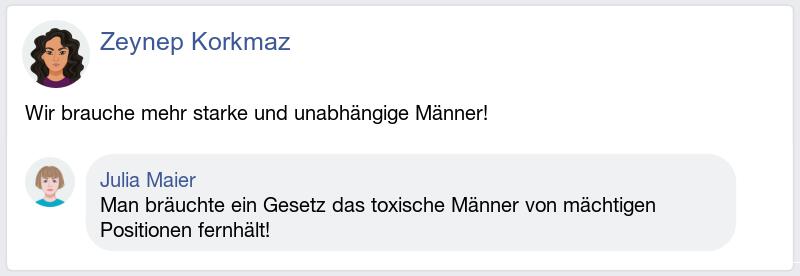 Zeynep Korkmaz
Wir brauche mehr starke und unabhängige Männer!
Julia Maier
Man bräuchte ein Gesetz das toxische Männer von mächtigen
Positionen fernhält!